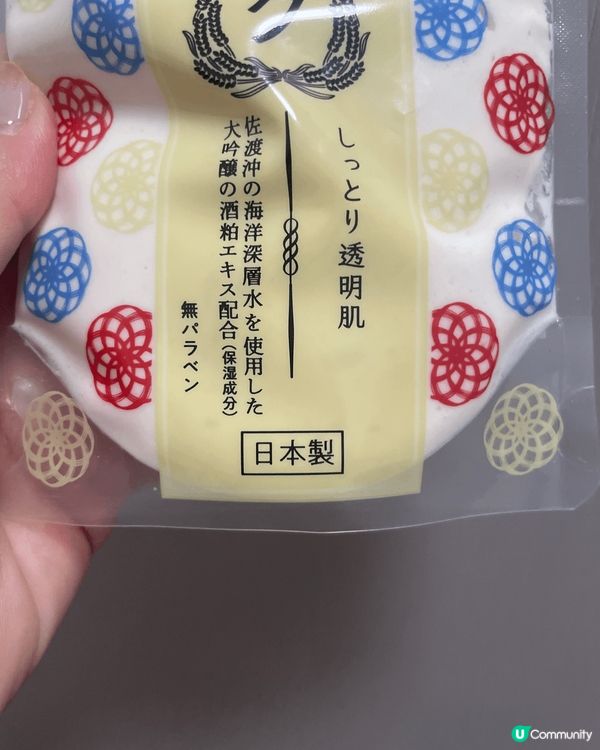 しっとり透明肌
佐渡沖の海洋深層水を使用した
大吟醸の酒粕エキス配合(保湿成分)
無パラベン
日本製
U Community